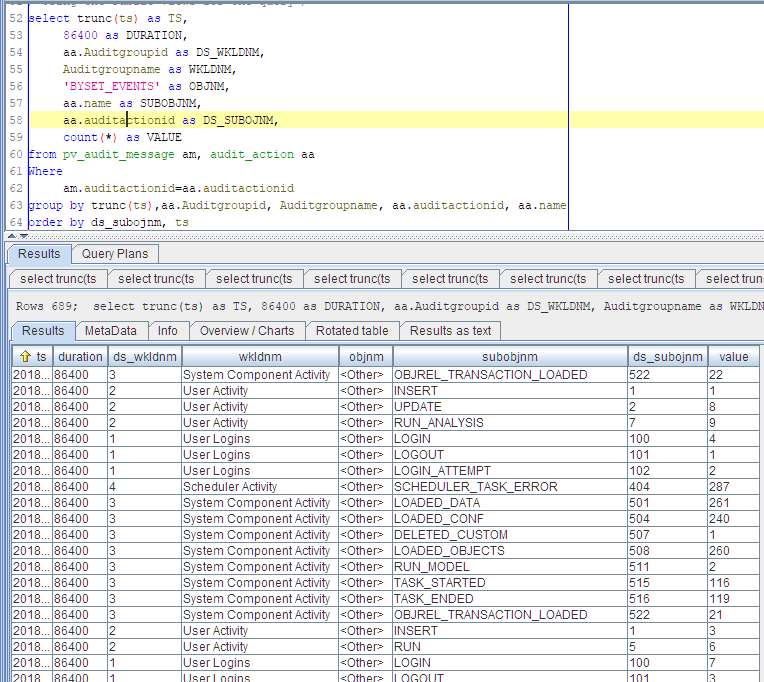 52 select trunc(ts) as TS,
53 86400 as DURATION,
54 aa.Auditgroupid as DS_WKLDNM,
55 Auditgroupname as WKLDNM,
56 'BYSET_EVENTS' as OBJNM,
57 aa.name as SUBOBJNM,
58 aa.auditactionid as DS_SUBOJNM,
59 count(*) as VALUE
60 from pv_audit_message am, audit_action aa
61 Where
62 am.auditactionid=aa.auditactionid
63 group by trunc(ts),aa.Auditgroupid, Auditgroupname, aa.auditactionid, aa.name
64 order by ds_subojnm, ts
Results Query Plans
select trunc(ts select trunc(ts select trunc(ts select trunc(ts select trunc(ts select trunc(ts select trunc(ts select trun
Rows 689; select trunc(ts) as TS, 86400 as DURATION, aa.Auditgroupid as DS_WKLDNM, Auditgroupname as WKLDN
Results MetaData Info Overview / Charts Rotated table Results as text
ts duration ds_wkldnm wkldnm objnm subobjnm ds_subojnm value
2018... 86400 3 System Component Activity <Other> OBJREL_TRANSACTION_LOADED 522 22
2018... 86400 2 User Activity <Other> INSERT 1 1
2018... 86400 2 User Activity <Other> UPDATE 2 8
2018... 86400 2 User Activity <Other> RUN_ANALYSIS 7 9
2018... 86400 1 User Logins <Other> LOGIN 100 4
2018... 86400 1 User Logins <Other> LOGOUT 101 1
2018... 86400 1 User Logins <Other> LOGIN_ATTEMPT 102 2
2018... 86400 4 Scheduler Activity <Other> SCHEDULER_TASK_ERROR 404 287
2018... 86400 3 System Component Activity <Other> LOADED_DATA 501 261
2018... 86400 3 System Component Activity <Other> LOADED_CONF 504 240
2018... 86400 3 System Component Activity <Other> DELETED_CUSTOM 507 1
2018... 86400 3 System Component Activity <Other> LOADED_OBJECTS 508 260
2018... 86400 3 System Component Activity <Other> RUN_MODEL 511 2
2018... 86400 3 System Component Activity <Other> TASK_STARTED 515 116
2018... 86400 3 System Component Activity <Other> TASK_ENDED 516 119
2018... 86400 3 System Component Activity <Other> OBJREL_TRANSACTION_LOADED 522 21
2018... 86400 2 User Activity <Other> INSERT 1 3
2018... 86400 2 User Activity <Other> RUN 5 6
2018... 86400 1 User Logins <Other> LOGIN 100 7
2018... 86400 1 User Logins <Other> LOGOUT 101 3